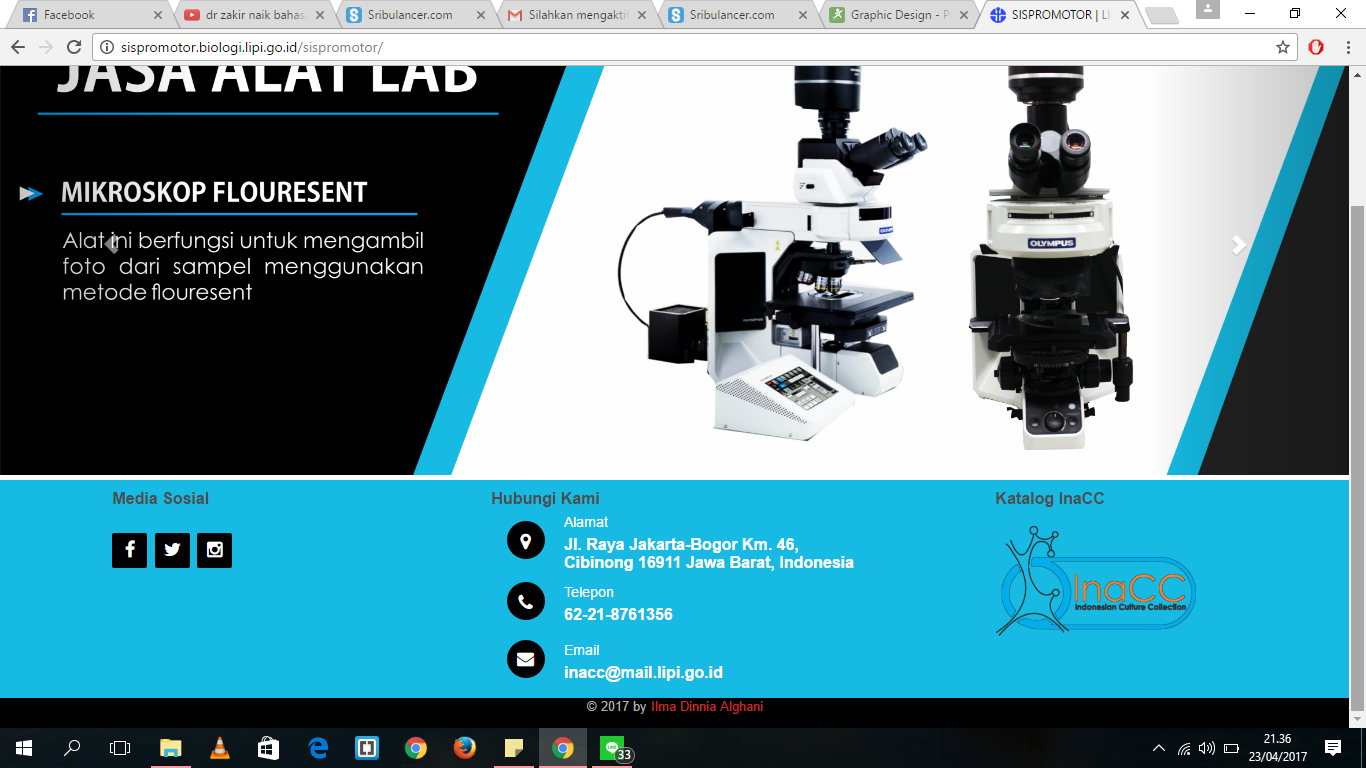 Facebook
dr zakir naik bahas
Sribulancer.com
Silahkan mengakti
Sribulancer.com
Graphic Design - P
SISPROMOTOR | LI
sispromotor.biologi.lipi.go.id/sispromotor/
JASA ALAT LAB
MIKROSKOP FLOURESENT
Alat ini berfungsi untuk mengambil
foto dari sampel menggunakan
metode flouresent
OLYMPUS
OLYMPUS
OLYMPUS
Media Sosial
Hubungi Kami
Alamat
Jl. Raya Jakarta-Bogor Km. 46,
Cibinong 16911 Jawa Barat, Indonesia
Telepon
62-21-8761356
Email
inacc@mail.lipi.go.id
Katalog InaCC
InaCC
Indonesian Culture Collection
© 2017 by Ilma Dinnia Alghani
LINE
33
21.36
23/04/2017